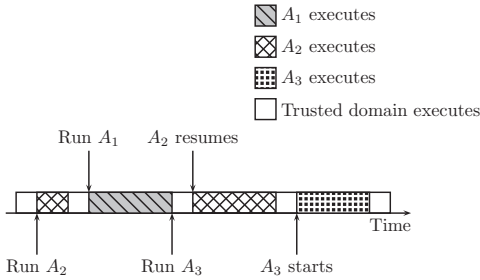 A₁ executes
A₂ executes
A₃ executes
Trusted domain executes
Run A₁
A₂ resumes
Time
Run A₂
Run A₃
A₃ starts